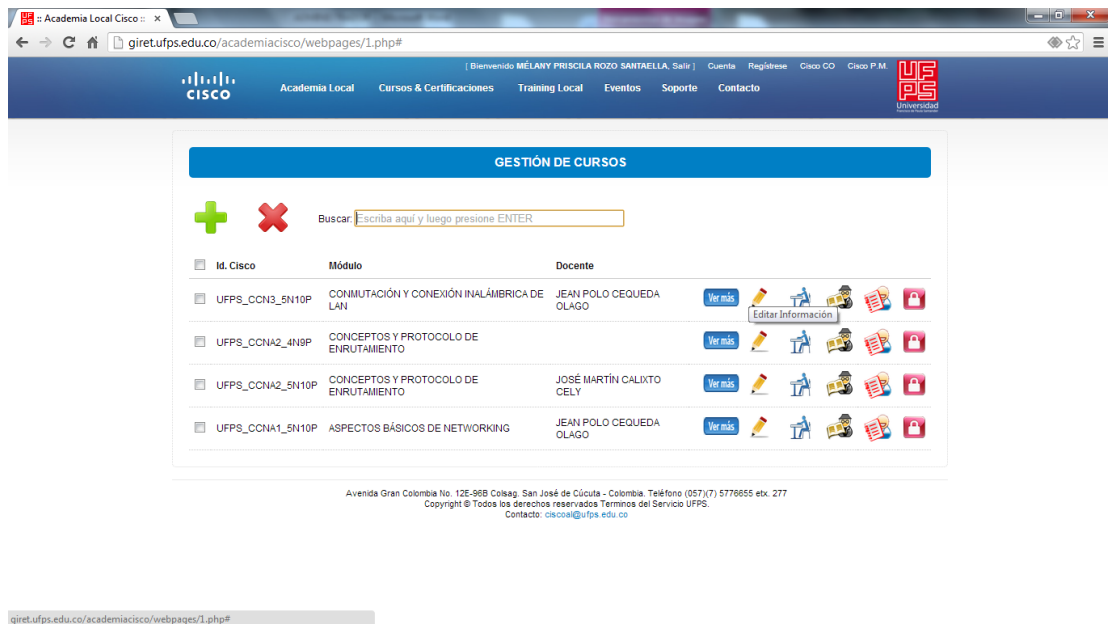 :: Academia Local Cisco ::
giret.ufps.edu.co/academiacisco/webpages/1.php#
[ Bienvenido MÉLANY PRISCILA ROZO SANTAELLA, Salir ] Cuenta Regístrese Cisco CO Cisco P.M.
CISCO
Academia Local Cursos & Certificaciones Training Local Eventos Soporte Contacto
UFPS
Universidad
GESTIÓN DE CURSOS
Buscar: Escriba aquí y luego presione ENTER
Id. Cisco Módulo Docente
UFPS_CCN3_5N10P CONMUTACIÓN Y CONEXIÓN INALÁMBRICA DE LAN JEAN POLO CEQUEDA OLAGO Ver más
Editar Información
UFPS_CCNA2_4N9P CONCEPTOS Y PROTOCOLO DE ENRUTAMIENTO Ver más
UFPS_CCNA2_5N10P CONCEPTOS Y PROTOCOLO DE ENRUTAMIENTO JOSÉ MARTÍN CALIXTO CELY Ver más
UFPS_CCNA1_5N10P ASPECTOS BÁSICOS DE NETWORKING JEAN POLO CEQUEDA OLAGO Ver más
Avenida Gran Colombia No. 12E-96B Colsag. San José de Cúcuta - Colombia. Teléfono (057)(7) 5776655 etx. 277
Copyright © Todos los derechos reservados Terminos del Servicio UFPS.
Contacto: ciscoal@ufps.edu.co
giret.ufps.edu.co/academiacisco/webpages/1.php#